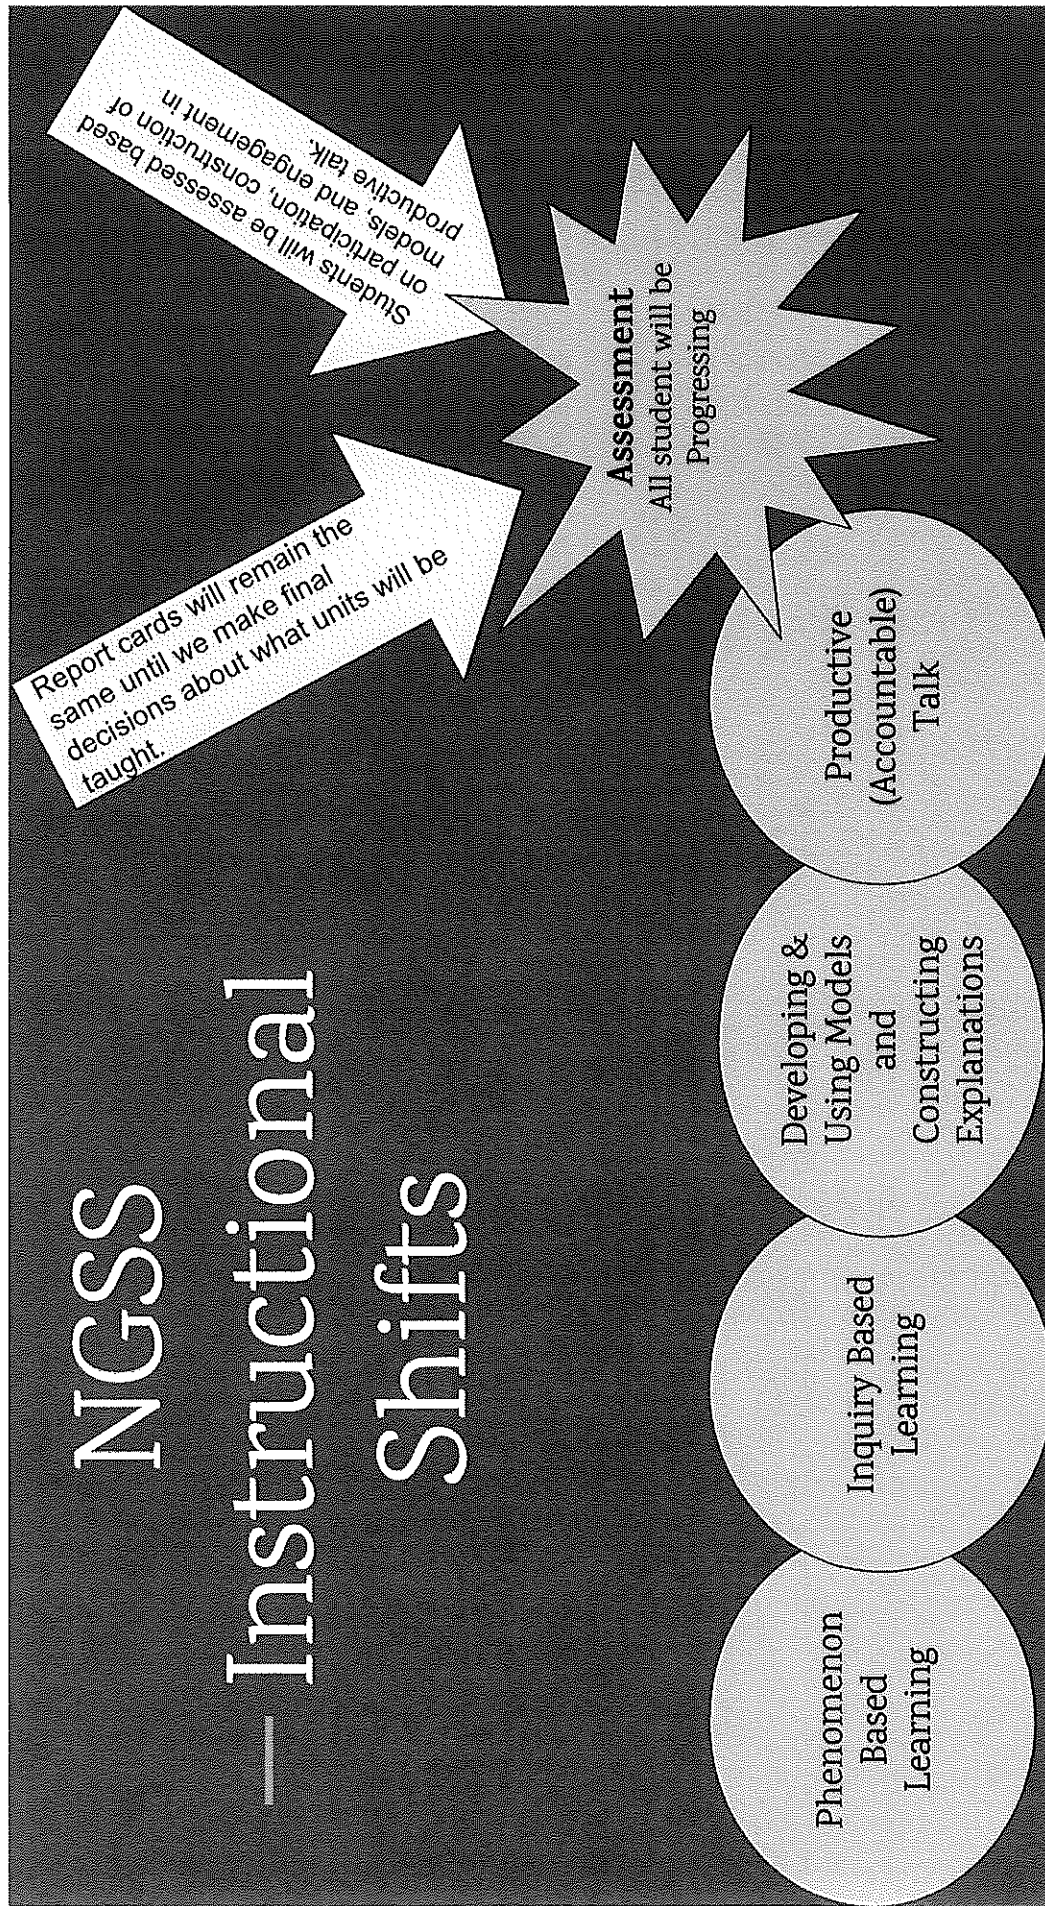 NGSS
Instructional
Shifts
Phenomenon
Based
Learning
Inquiry Based
Learning
Developing &
Using Models
and
Constructing
Explanations
Productive
(Accountable)
Talk
Assessment
All student will be
Progressing
Report cards will remain the
same until we make final
decisions about what units will be
taught.
Students will be assessed based
on participation, construction of
models, and engagement in
productive talk.